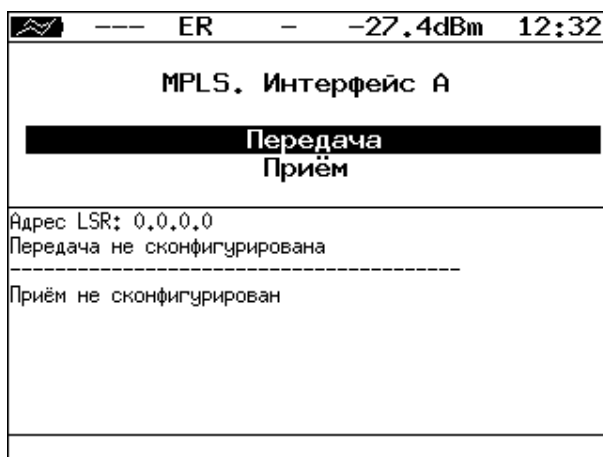 --- ER - -27.4dBm 12:32
MPLS. Интерфейс A
Передача
Приём
Адрес LSR: 0.0.0.0
Передача не сконфигурирована
-----------------------------------------
Приём не сконфигурирован